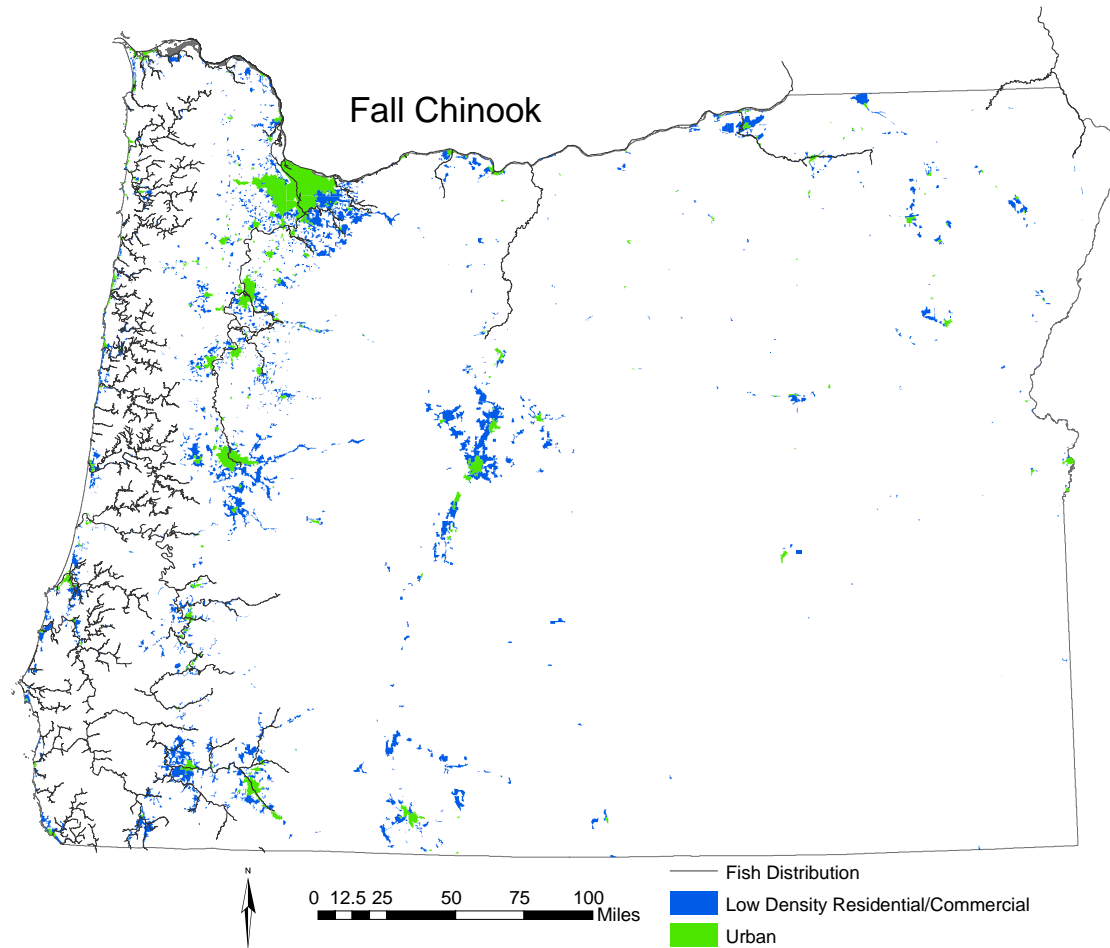 Fall Chinook
N
0 12.5 25 50 75 100
Miles
Fish Distribution
Low Density Residential/Commercial
Urban